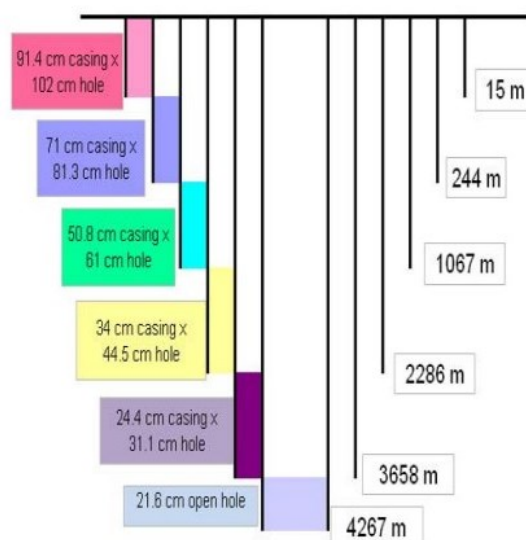 91.4 cm casing x
102 cm hole
15 m
71 cm casing x
81.3 cm hole
244 m
50.8 casing x
61 cm hole
1067 m
34 cm casing x
44.5 cm hole
2286 m
24.4 cm casing x
31.1 cm hole
3658 m
21.6 cm open hole
4267 m